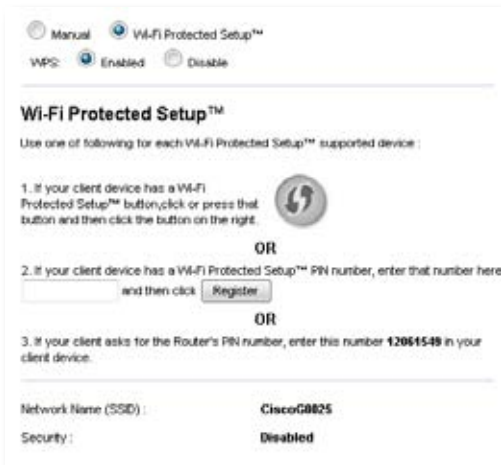 Manual Wi-Fi Protected Setup™
WPS: Enabled Disable
Wi-Fi Protected Setup™
Use one of following for each Wi-Fi Protected Setup™ supported device :
1. If your client device has a Wi-Fi
Protected Setup™ button,click or press that
button and then click the button on the right.
OR
2. If your client device has a Wi-Fi Protected Setup™ PIN number, enter that number here
and then click Register
OR
3. If your client asks for the Router's PIN number, enter this number 12061549 in your
client device.
Network Name (SSID) : CiscoG0025
Security : Disabled